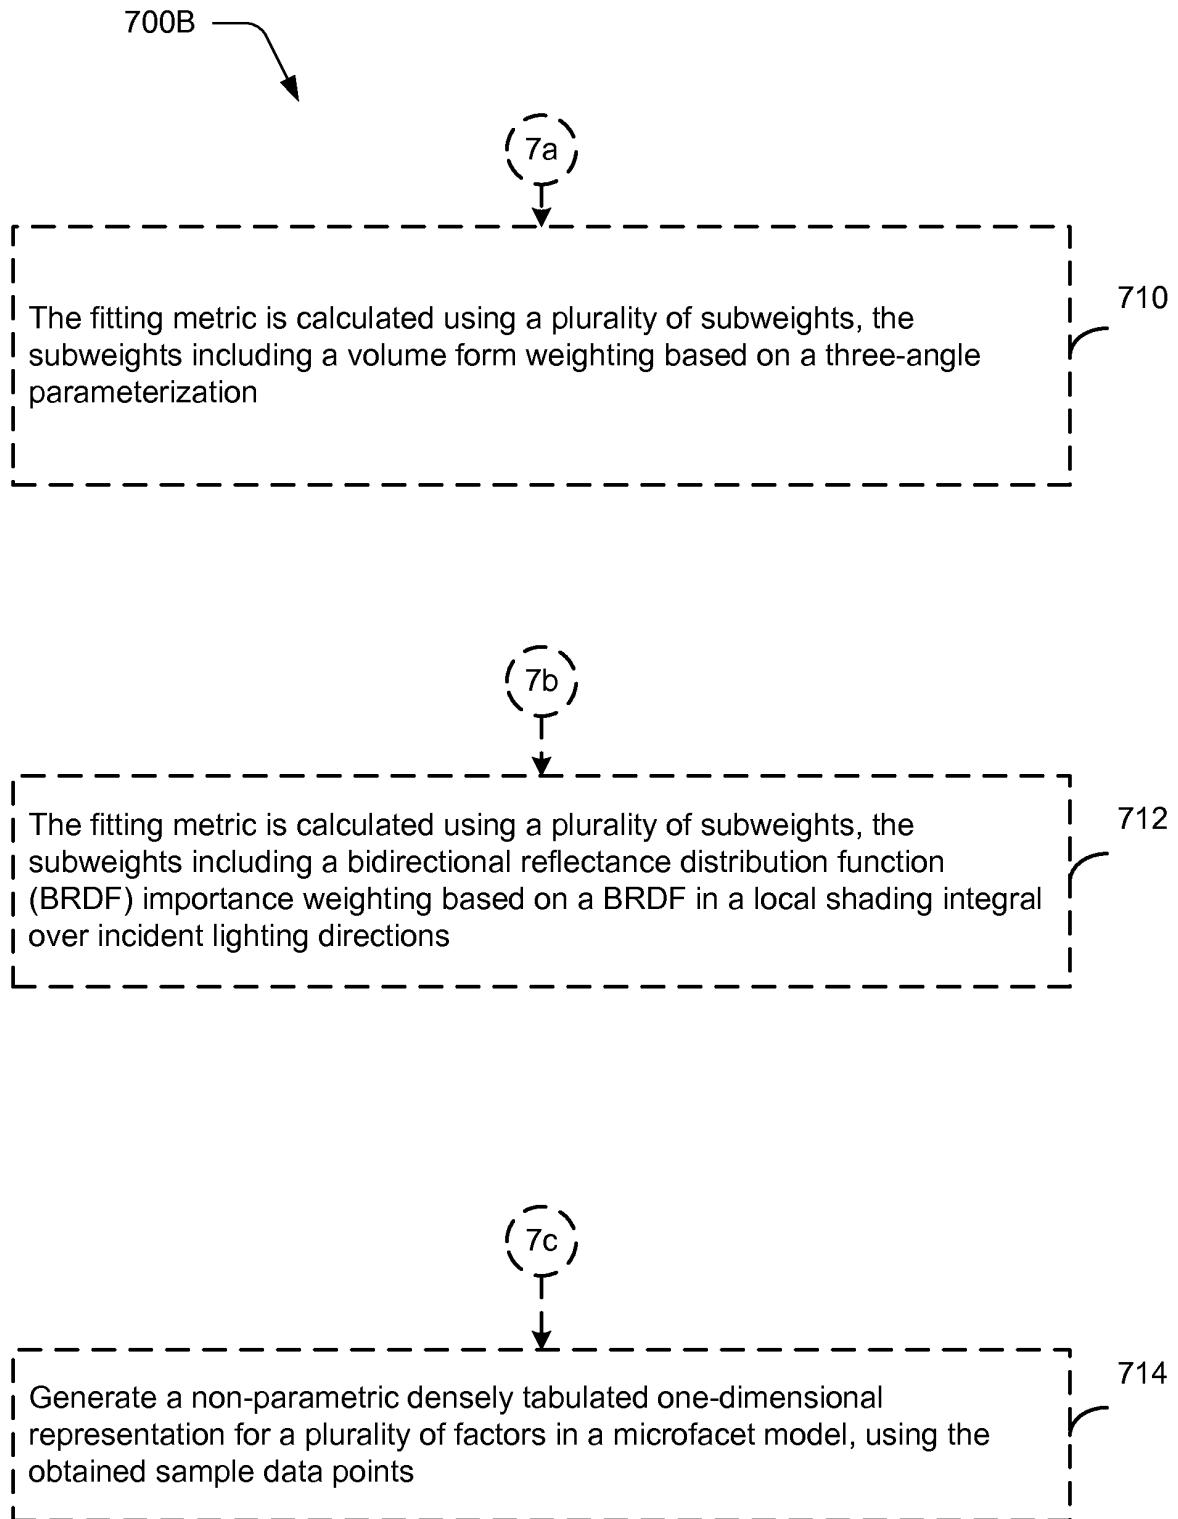 700B
7a
710
The fitting metric is calculated using a plurality of subweights, the
subweights including a volume form weighting based on a three-angle
parameterization
7b
712
The fitting metric is calculated using a plurality of subweights, the
subweights including a bidirectional reflectance distribution function
(BRDF) importance weighting based on a BRDF in a local shading integral
over incident lighting directions
7c
714
Generate a non-parametric densely tabulated one-dimensional
representation for a plurality of factors in a microfacet model, using the
obtained sample data points